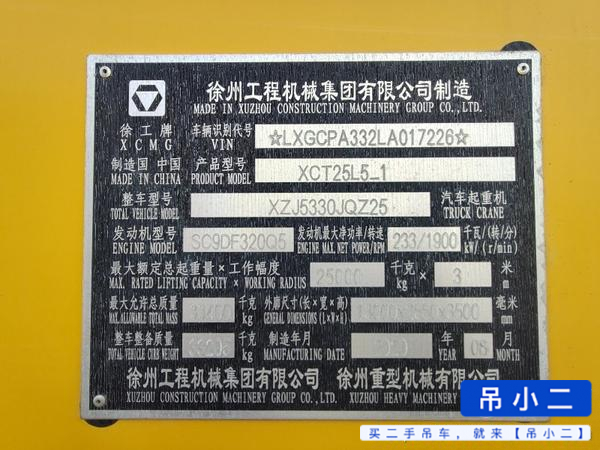 徐州工程机械集团有限公司制造
MADE IN XUZHOU CONSTRUCTION MACHINERY GROUP CO.,LTD.
徐工牌 XCMG 车辆识别代号 VIN ☆LXGCPA332LA017226☆
制造国 中国 MADE IN CHINA 产品型号 PRODUCT MODEL XCT25L5_1
整车型号 TOTAL VEHICLE MODEL XZJ5330JQZ25 汽车起重机 TRUCK CRANE
发动机型号 ENGINE MODEL SC9DF320Q5 发动机最大净功率/转速 ENGINE MAX.NET POWER/RPM 233/1900 千瓦/(转/分) kW/(r/min)
最大额定总起重量×工作幅度 MAX. RATED LIFTING CAPACITY × WORKING RADIUS 25000 千克 kg × 3 米 m
最大允许总质量 MAX.ALLOWABLE TOTAL MASS 千克 kg 外廓尺寸(长×宽×高) GENERAL DIMENSIONS (L×W×H) 毫米 mm
整车整备质量 TOTAL VEHICLE CURB WEIGHT 千克 kg 制造年月 MANUFACTURING DATE 年 YEAR 08 月 MONTH
徐州工程机械集团有限公司 徐州重型机械有限公司
XUZHOU CONSTRUCTION MACHINERY GROUP CO.,LTD. XUZHOU HEAVY MACHINERY
吊小二
买二手吊车，就来【吊小二】